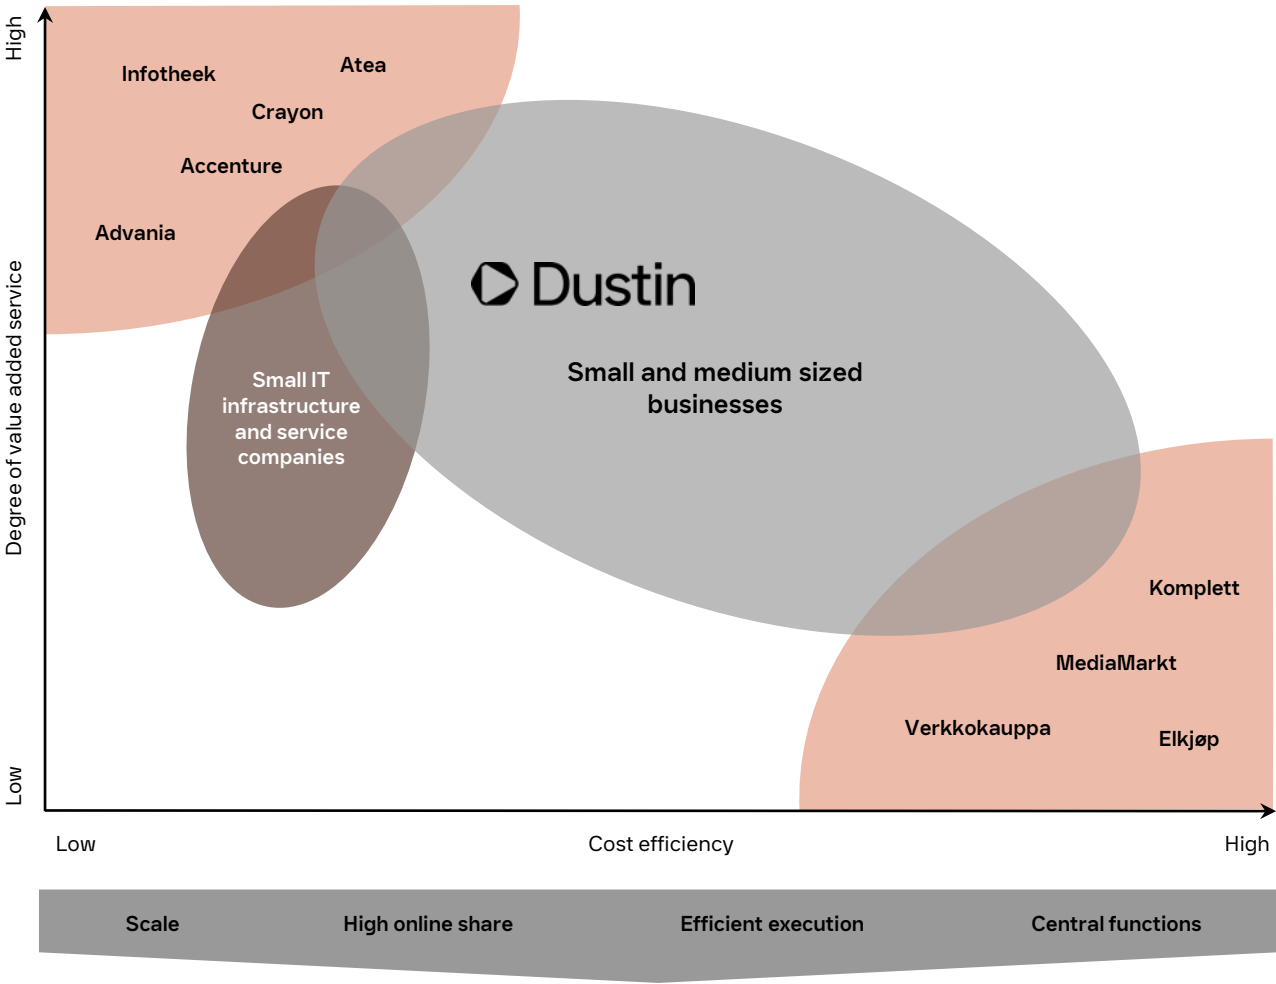 High
Infotheek
Atea
Crayon
Accenture
Advania
Degree of value added service
Dustin
Small and medium sized
businesses
Small IT
infrastructure
and service
companies
Komplett
MediaMarkt
Verkkokauppa
Elkjøp
Low
Low
Cost efficiency
High
Scale
High online share
Efficient execution
Central functions